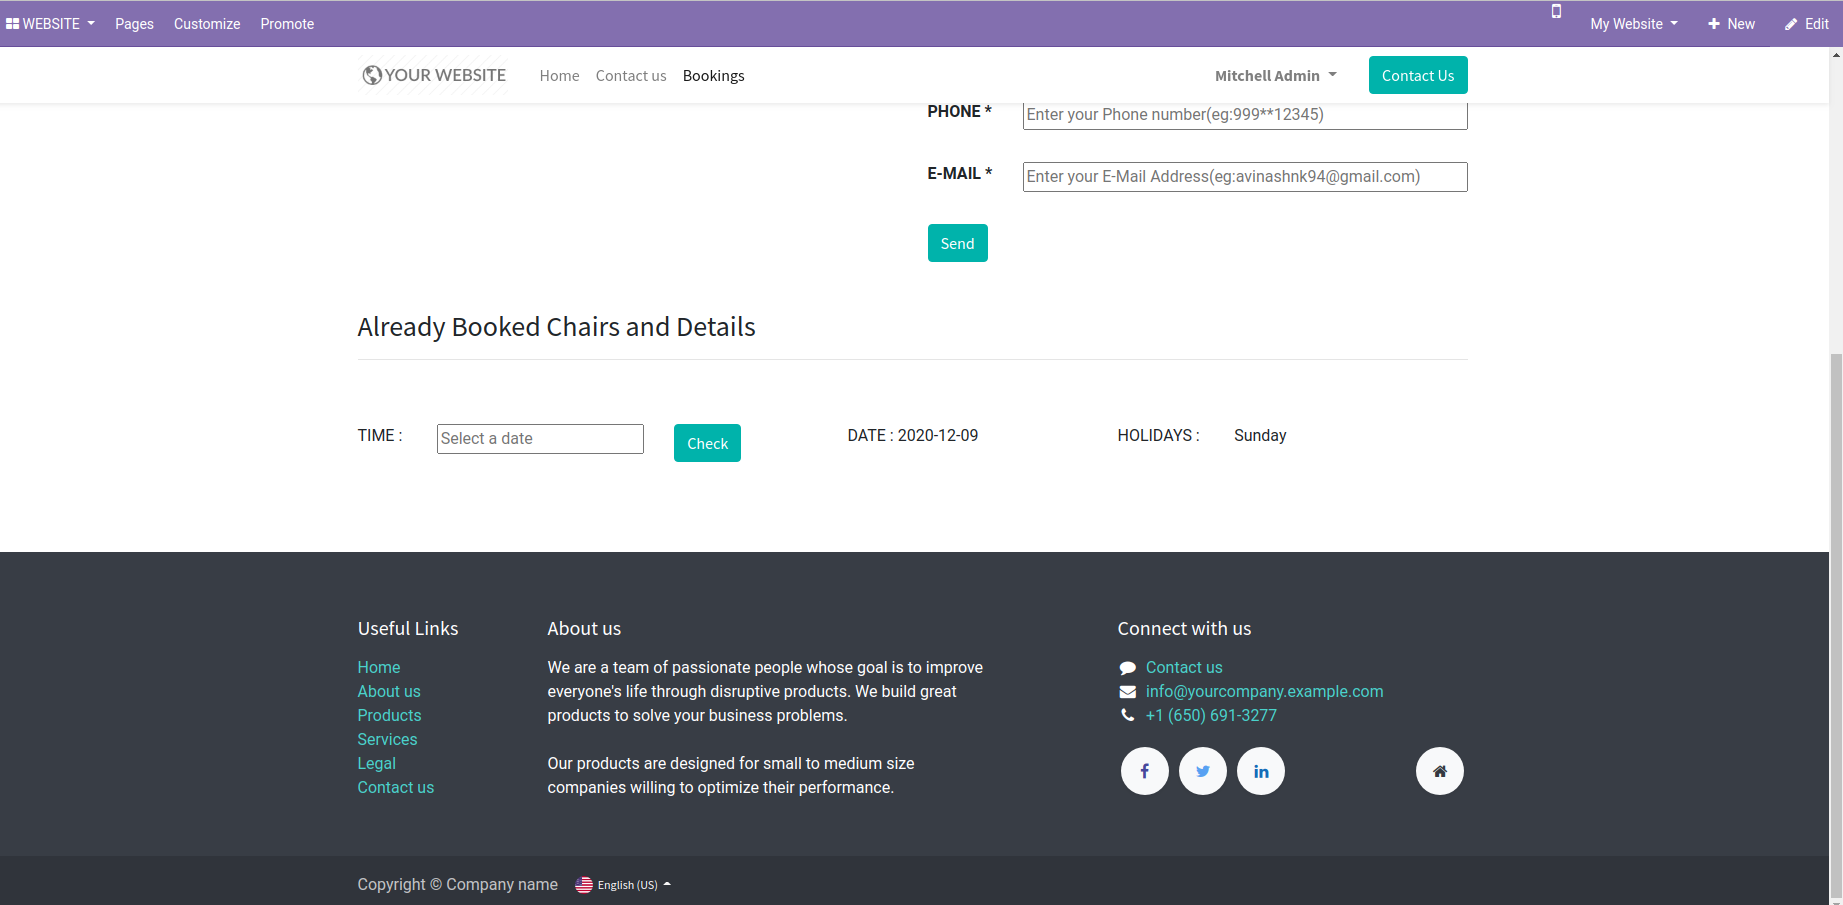 WEBSITE Pages Customize Promote My Website New Edit
YOUR WEBSITE Home Contact us Bookings Mitchell Admin Contact Us
PHONE * Enter your Phone number(eg:999**12345)
E-MAIL * Enter your E-Mail Address(eg:avinashnk94@gmail.com)
Send
Already Booked Chairs and Details
TIME : Select a date Check DATE : 2020-12-09 HOLIDAYS : Sunday
Useful Links
Home
About us
Products
Services
Legal
Contact us
About us
We are a team of passionate people whose goal is to improve
everyone's life through disruptive products. We build great
products to solve your business problems.
Our products are designed for small to medium size
companies willing to optimize their performance.
Connect with us
Contact us
info@yourcompany.example.com
+1 (650) 691-3277
Copyright © Company name English (US)